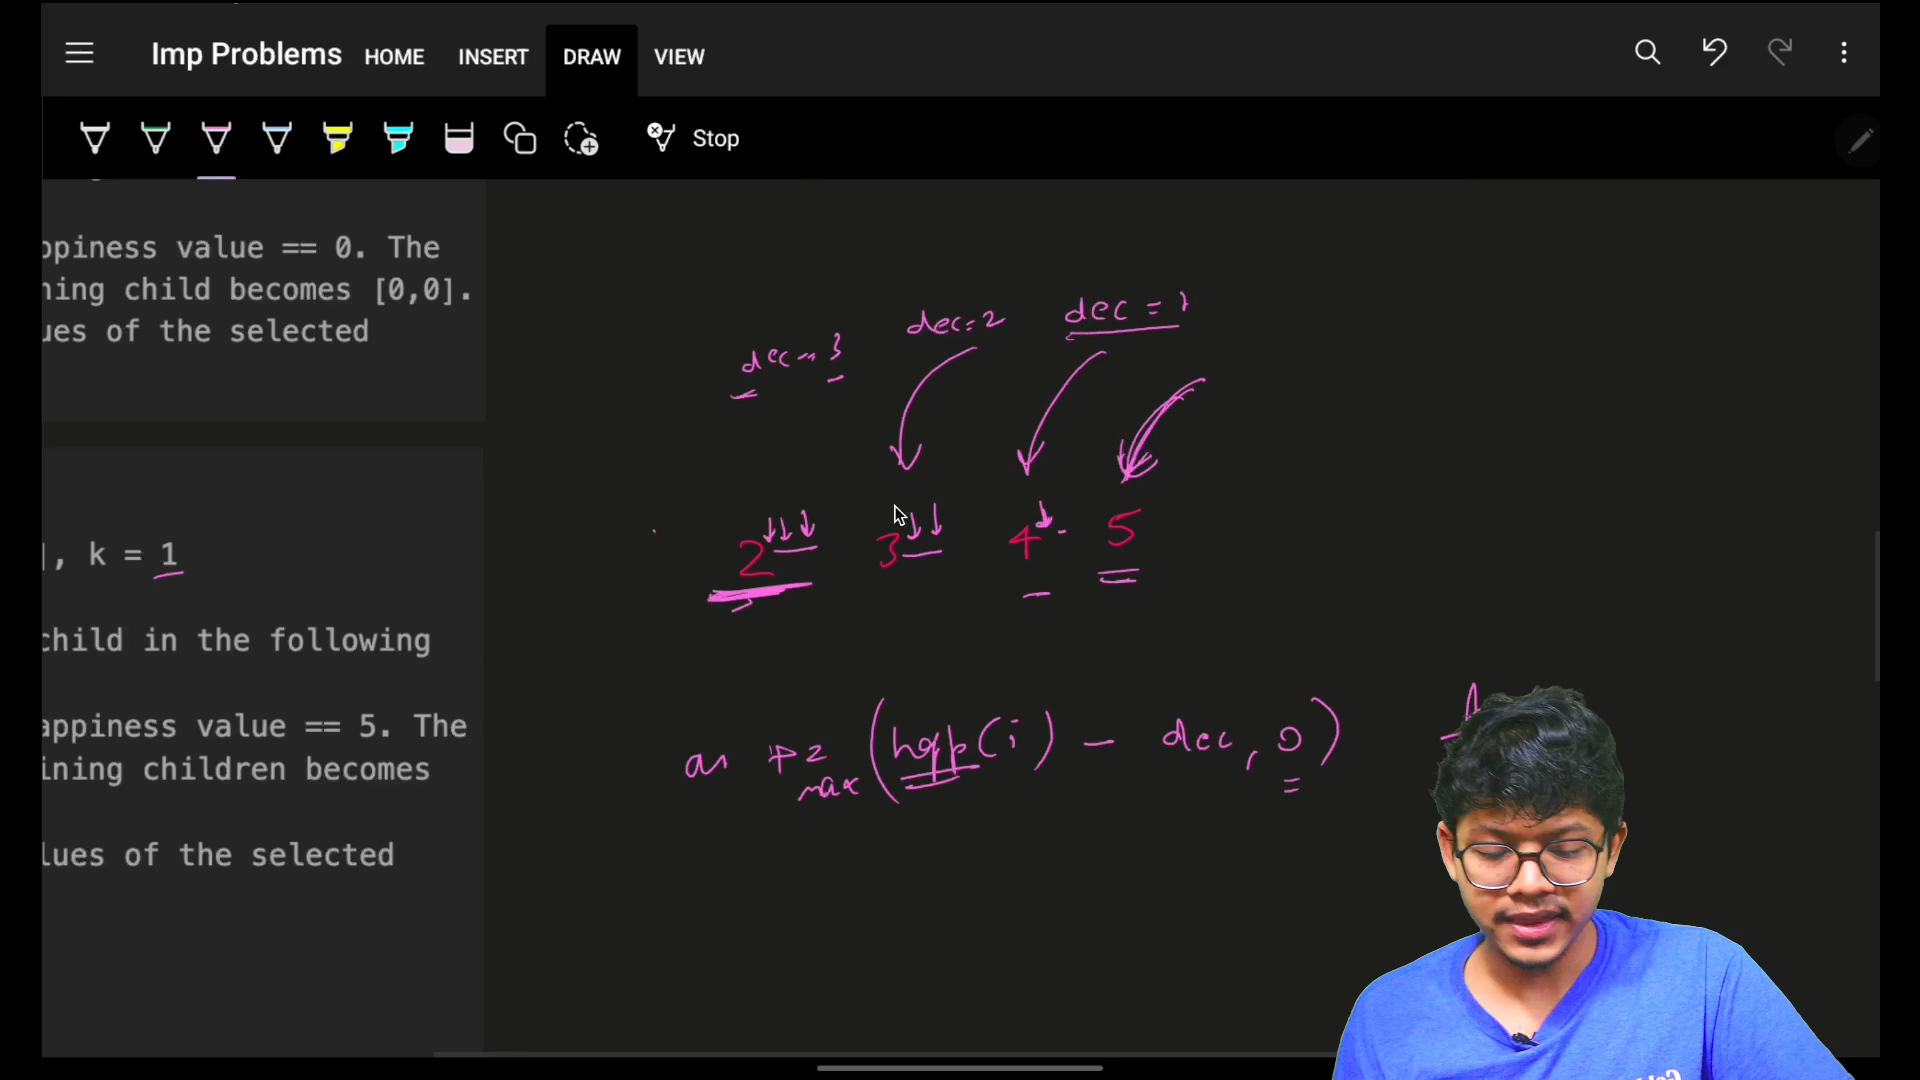 Imp Problems HOME INSERT DRAW VIEW
Stop
ppiness value == 0. The
ning child becomes [0,0].
ues of the selected
], k = 1
child in the following
appiness value == 5. The
ining children becomes
lues of the selected
dec = 3 dec=2 dec = 1
2 3 4 5
an += max (happ(i) - dec, 0)